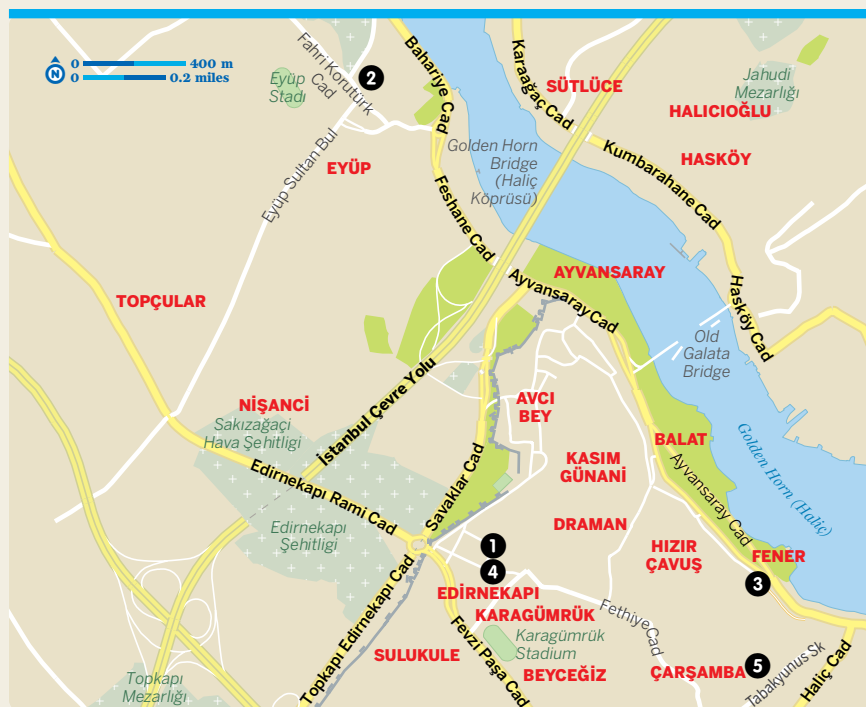 0 400 m
N
0 0.2 miles
Fahri Korutürk
Cad
2
Eyüp
Stadı
Bahariye Cad
Karaağaç Cad
SÜTLÜCE
Jahudi
Mezarlığı
HALICIOĞLU
HASKÖY
Kumbarahane Cad
Golden Horn
Bridge
(Haliç
Köprüsü)
EYÜP
Eyüp Sultan Bul
Feshane Cad
AYVANSARAY
Ayvansaray Cad
Hasköy Cad
TOPÇULAR
Old
Galata
Bridge
İstanbul Çevre Yolu
NİŞANCİ
Sakızağaçi
Hava Şehitligi
AVCI
BEY
BALAT
Golden Horn (Haliç)
Ayvansaray Cad
KASIM
GÜNANİ
Edirnekapı Rami Cad
Savaklar Cad
Edirnekapı
Şehitligi
DRAMAN
1
HIZIR
ÇAVUŞ
FENER
4
3
EDİRNEKAPI
KARAGÜMRÜK
Fethiye Cad
Karagümrük
Stadium
Topkapı Edirnekapı Cad
Fevzi Paşa Cad
SULUKULE
BEYCEĞİZ
ÇARŞAMBA
5
Tabakyunus Sk
Haliç Cad
Topkapı
Mezarlığı